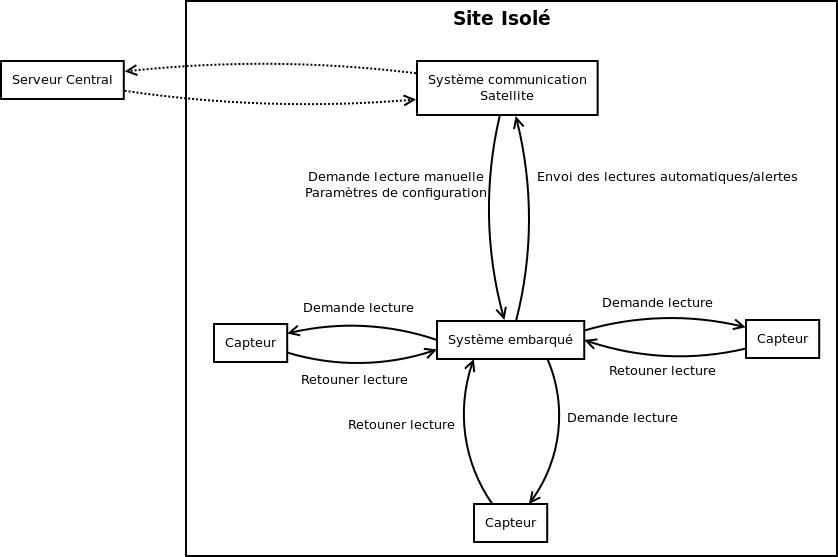 Site Isolé
Serveur Central
Système communication
Satellite
Demande lecture manuelle
Paramètres de configuration
Envoi des lectures automatiques/alertes
Demande lecture
Demande lecture
Capteur
Système embarqué
Capteur
Retouner lecture
Retouner lecture
Retouner lecture
Demande lecture
Capteur